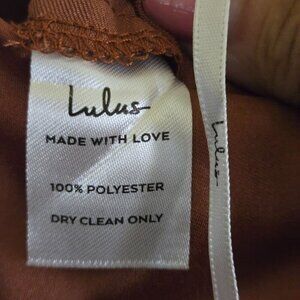 Lulus
MADE WITH LOVE
100% POLYESTER
DRY CLEAN ONLY
Lulus